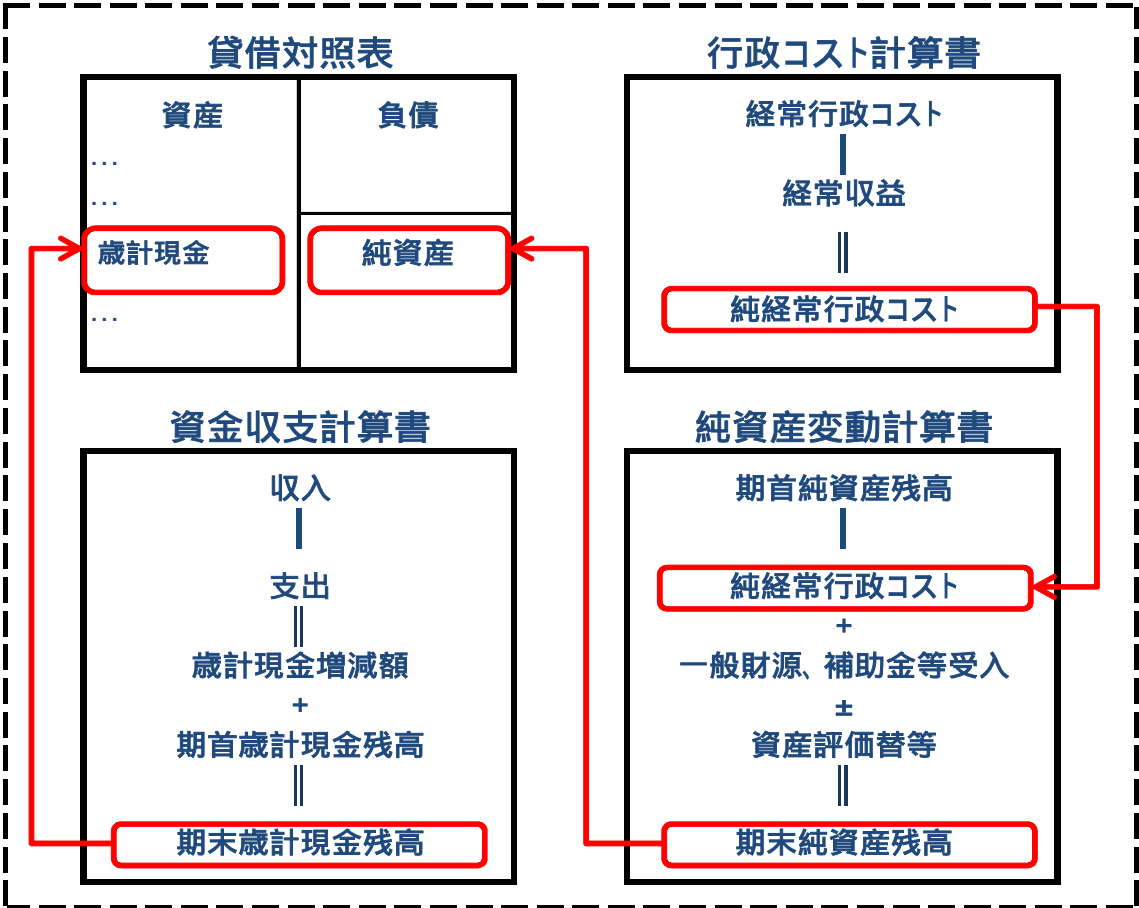 貸借対照表
資産
負債
…
…
歳計現金
純資産
…
行政コスト計算書
経常行政コスト
|
経常収益
||
純経常行政コスト
資金収支計算書
収入
|
支出
||
歳計現金増減額
+
期首歳計現金残高
||
期末歳計現金残高
純資産変動計算書
期首純資産残高
|
純経常行政コスト
+
一般財源、補助金等受入
±
資産評価替等
||
期末純資産残高